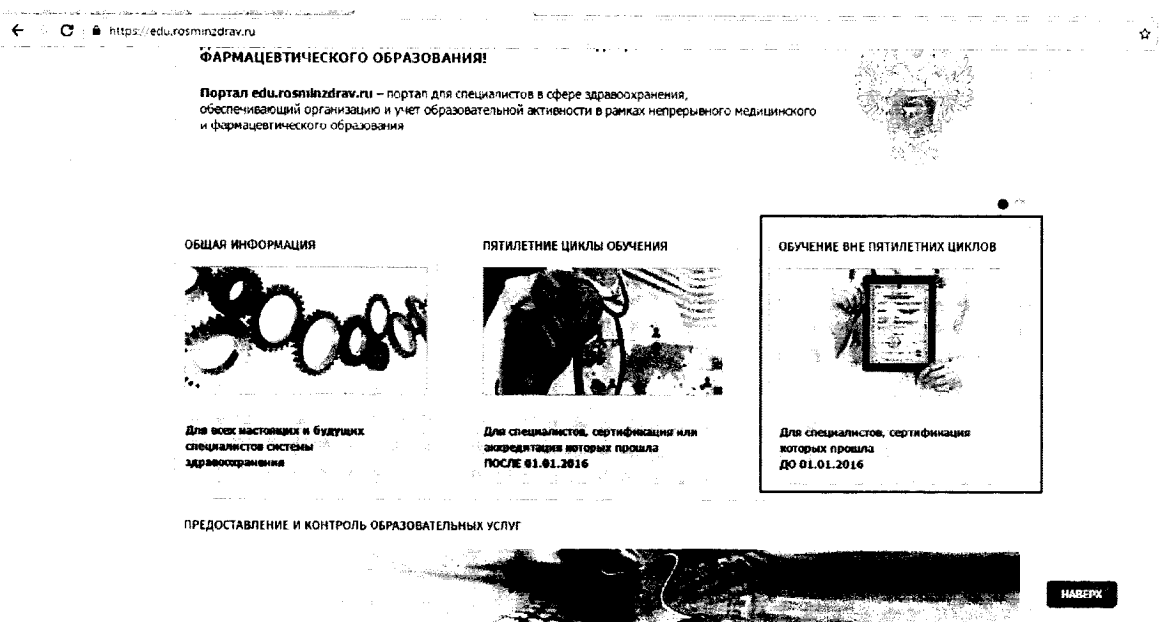 https://edu.rosminzdrav.ru
ФАРМАЦЕВТИЧЕСКОГО ОБРАЗОВАНИЯ!
Портал edu.rosminzdrav.ru – портал для специалистов в сфере здравоохранения,
обеспечивающий организацию и учет образовательной активности в рамках непрерывного медицинского
и фармацевтического образования
ОБЩАЯ ИНФОРМАЦИЯ
Для всех настоящих и будущих
специалистов системы
здравоохранения
ПЯТИЛЕТНИЕ ЦИКЛЫ ОБУЧЕНИЯ
Для специалистов, сертификация или
аккредитация которых прошла
ПОСЛЕ 01.01.2016
ОБУЧЕНИЕ ВНЕ ПЯТИЛЕТНИХ ЦИКЛОВ
Для специалистов, сертификация
которых прошла
ДО 01.01.2016
ПРЕДОСТАВЛЕНИЕ И КОНТРОЛЬ ОБРАЗОВАТЕЛЬНЫХ УСЛУГ
НАВЕРХ